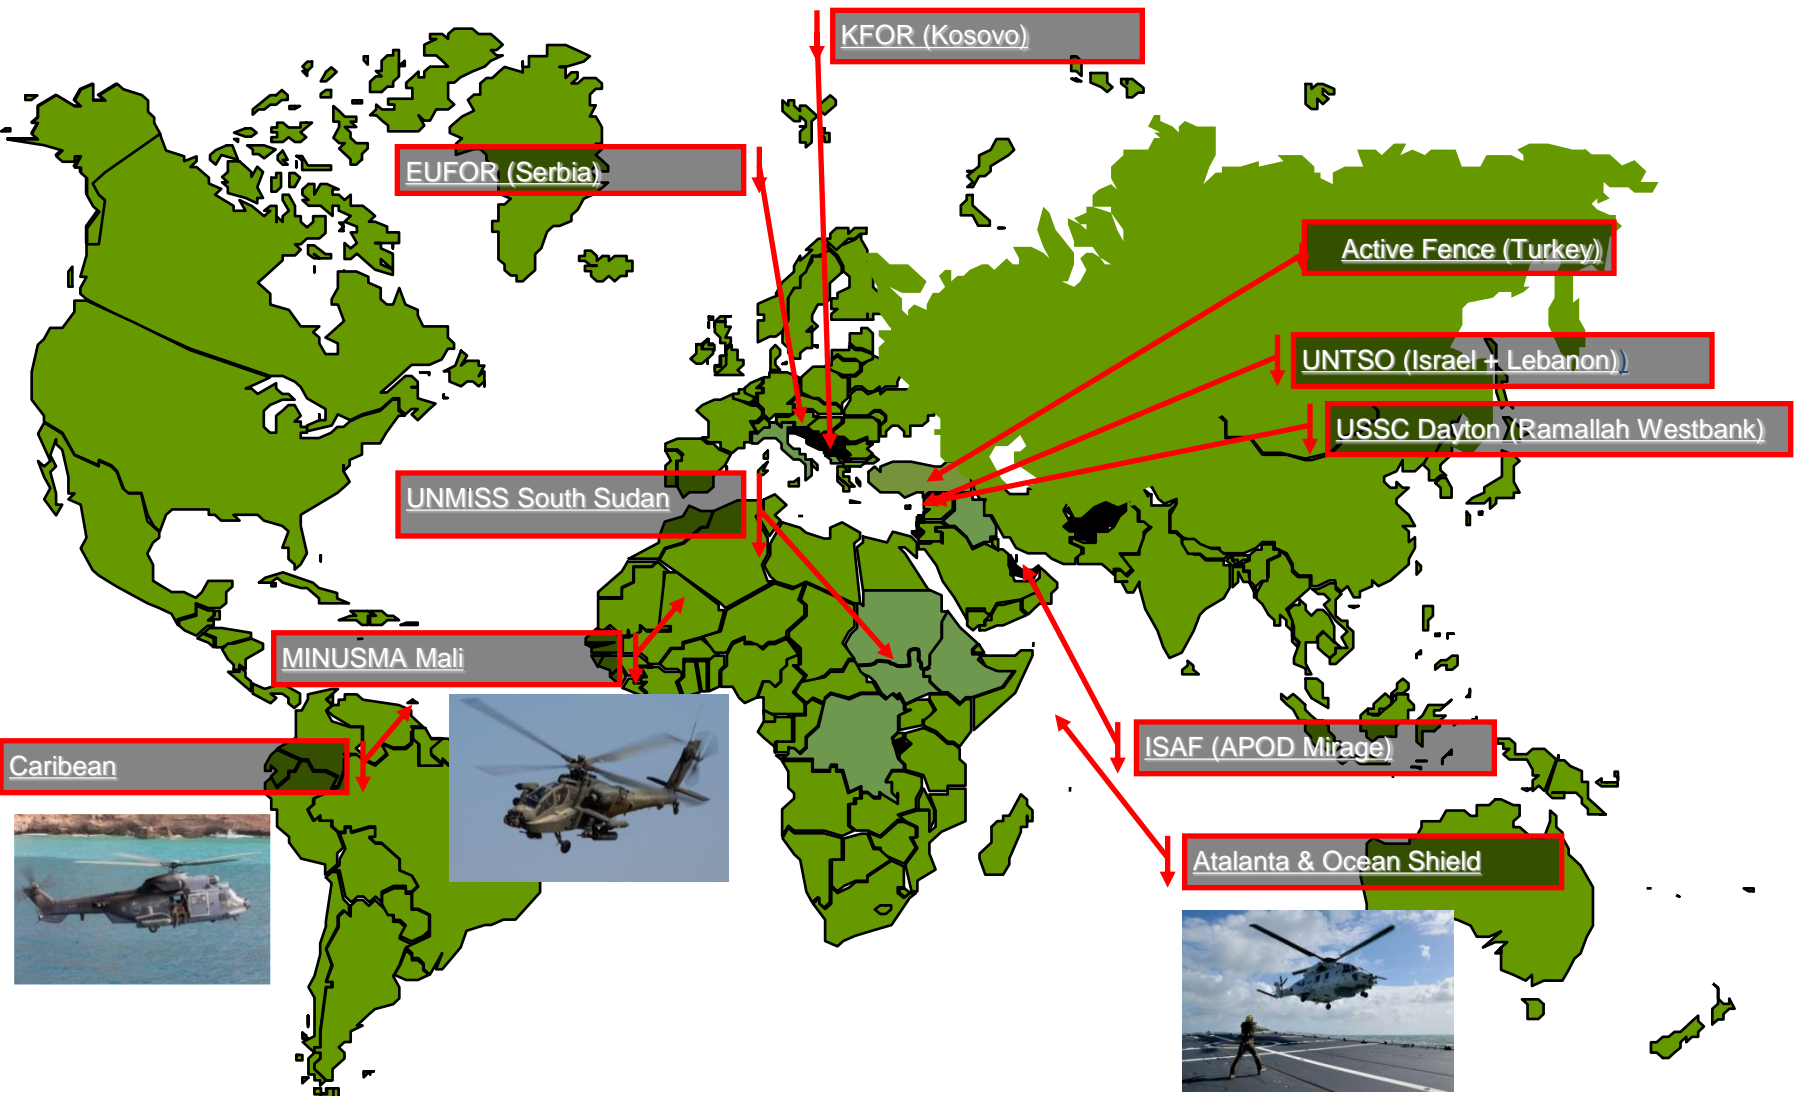 KFOR (Kosovo)
EUFOR (Serbia)
Active Fence (Turkey)
UNTSO (Israel + Lebanon))
USSC Dayton (Ramallah Westbank)
UNMISS South Sudan
MINUSMA Mali
ISAF (APOD Mirage)
Caribean
Atalanta & Ocean Shield